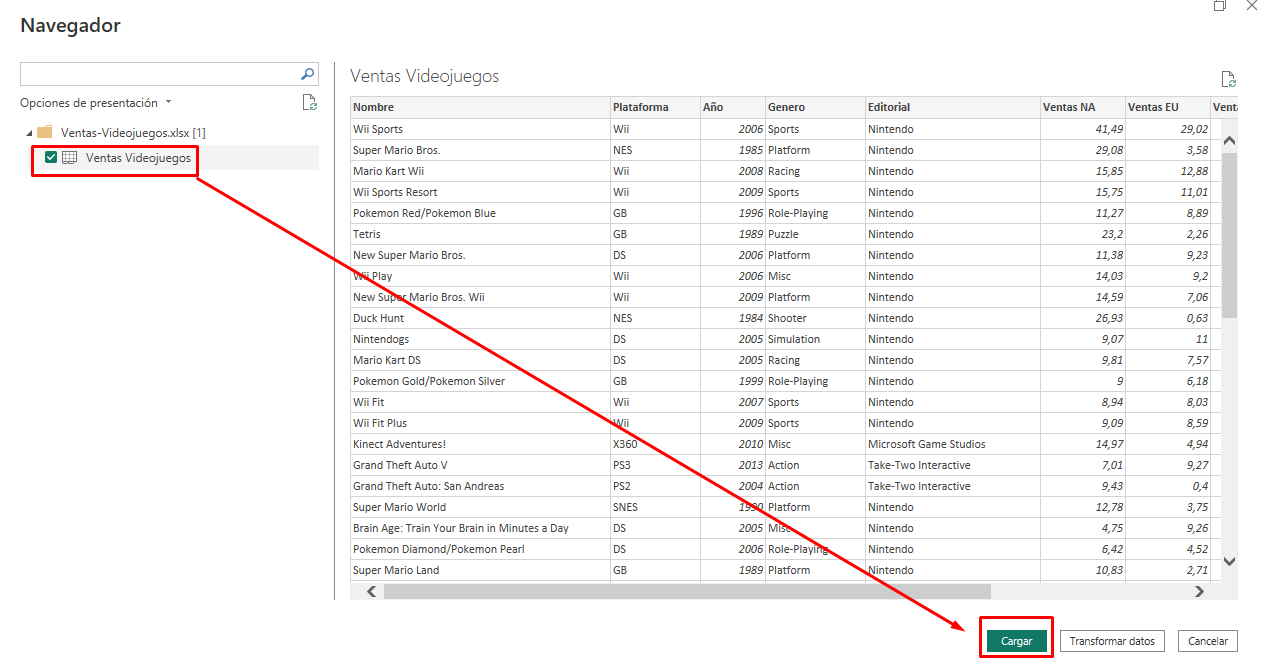 Navegador
Opciones de presentación
Ventas-Videojuegos.xlsx [1]
Ventas Videojuegos
Ventas Videojuegos
Nombre Plataforma Año Genero Editorial Ventas NA Ventas EU Venta
Wii Sports Wii 2006 Sports Nintendo 41,49 29,02
Super Mario Bros. NES 1985 Platform Nintendo 29,08 3,58
Mario Kart Wii Wii 2008 Racing Nintendo 15,85 12,88
Wii Sports Resort Wii 2009 Sports Nintendo 15,75 11,01
Pokemon Red/Pokemon Blue GB 1996 Role-Playing Nintendo 11,27 8,89
Tetris GB 1989 Puzzle Nintendo 23,2 2,26
New Super Mario Bros. DS 2006 Platform Nintendo 11,38 9,23
Wii Play Wii 2006 Misc Nintendo 14,03 9,2
New Super Mario Bros. Wii Wii 2009 Platform Nintendo 14,59 7,06
Duck Hunt NES 1984 Shooter Nintendo 26,93 0,63
Nintendogs DS 2005 Simulation Nintendo 9,07 11
Mario Kart DS DS 2005 Racing Nintendo 9,81 7,57
Pokemon Gold/Pokemon Silver GB 1999 Role-Playing Nintendo 9 6,18
Wii Fit Wii 2007 Sports Nintendo 8,94 8,03
Wii Fit Plus Wii 2009 Sports Nintendo 9,09 8,59
Kinect Adventures! X360 2010 Misc Microsoft Game Studios 14,97 4,94
Grand Theft Auto V PS3 2013 Action Take-Two Interactive 7,01 9,27
Grand Theft Auto: San Andreas PS2 2004 Action Take-Two Interactive 9,43 0,4
Super Mario World SNES 1990 Platform Nintendo 12,78 3,75
Brain Age: Train Your Brain in Minutes a Day DS 2005 Misc Nintendo 4,75 9,26
Pokemon Diamond/Pokemon Pearl DS 2006 Role-Playing Nintendo 6,42 4,52
Super Mario Land GB 1989 Platform Nintendo 10,83 2,71
Cargar Transformar datos Cancelar